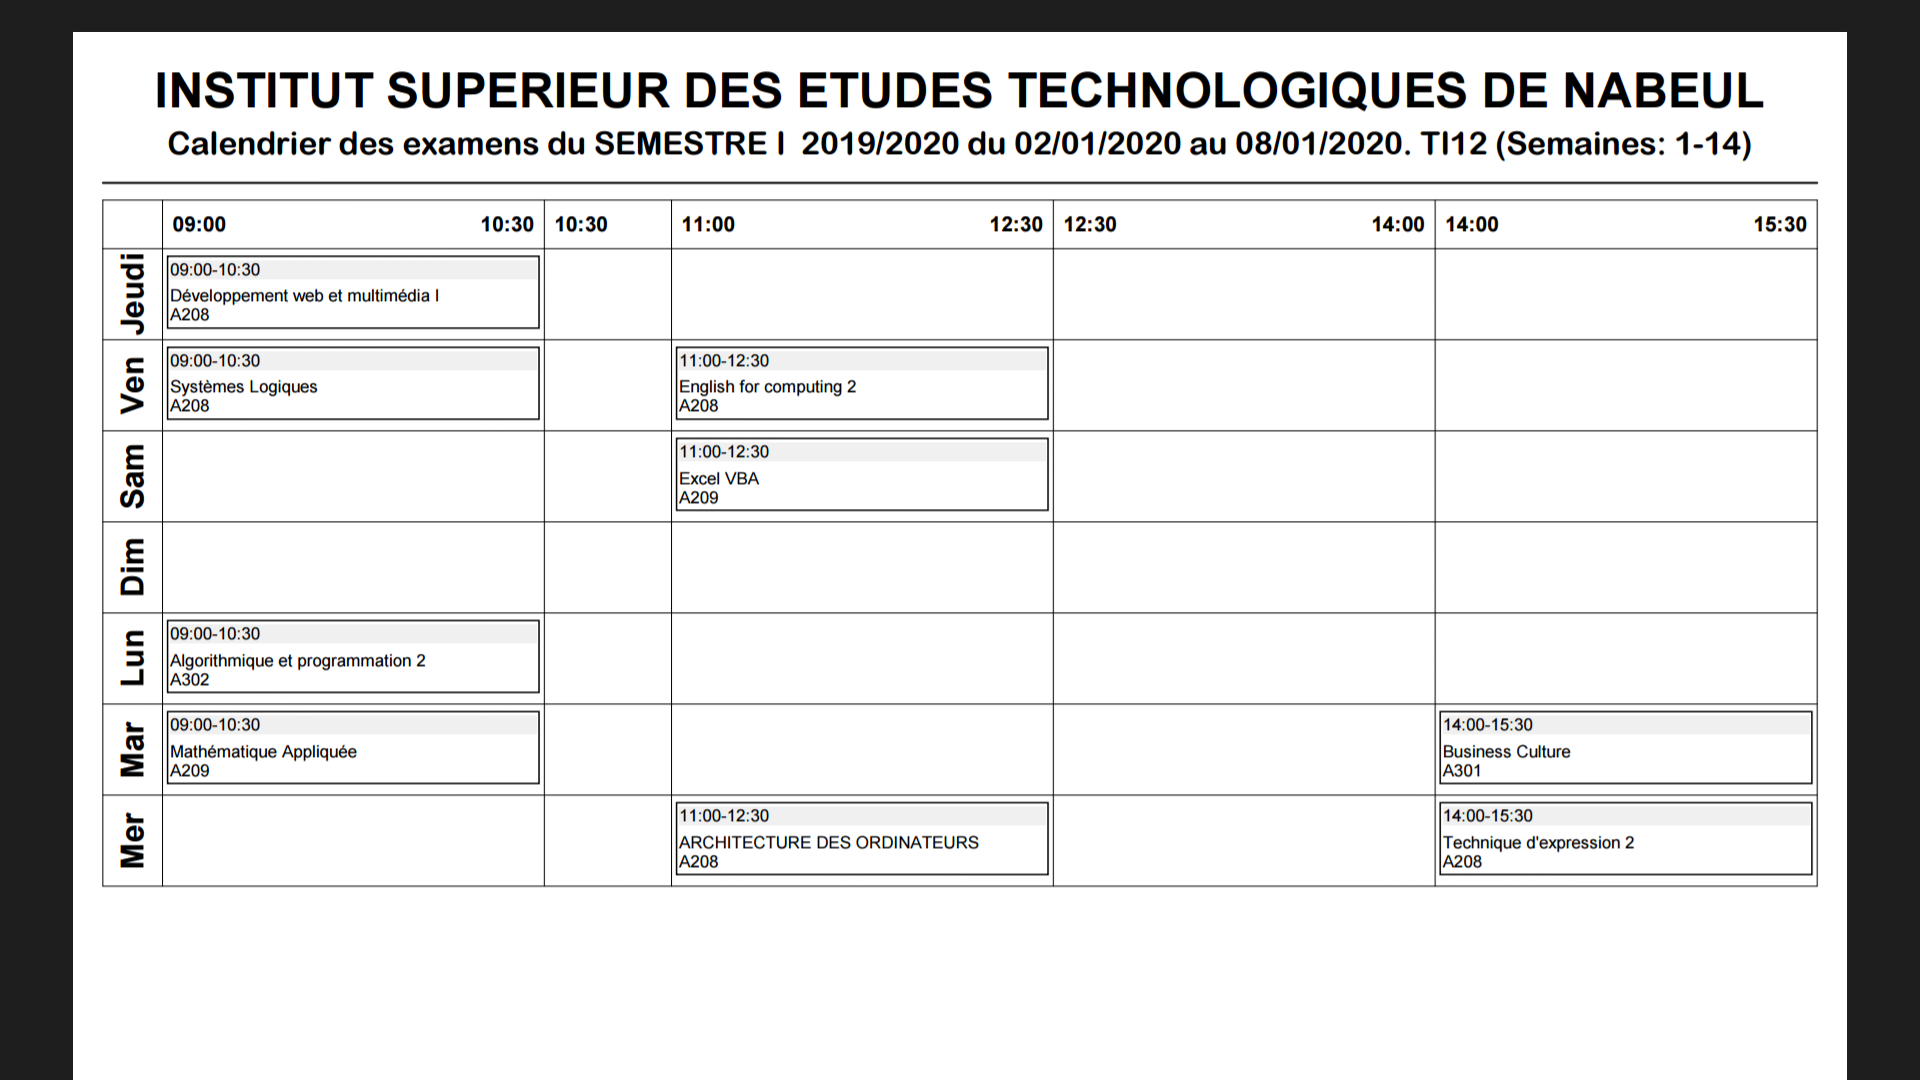 INSTITUT SUPERIEUR DES ETUDES TECHNOLOGIQUES DE NABEUL
Calendrier des examens du SEMESTRE I 2019/2020 du 02/01/2020 au 08/01/2020. TI12 (Semaines: 1-14)
09:00 10:30 10:30 11:00 12:30 12:30 14:00 14:00 15:30
Jeudi
09:00-10:30
Développement web et multimédia I
A208
Ven
09:00-10:30
Systèmes Logiques
A208
11:00-12:30
English for computing 2
A208
Sam
11:00-12:30
Excel VBA
A209
Dim
Lun
09:00-10:30
Algorithmique et programmation 2
A302
Mar
09:00-10:30
Mathématique Appliquée
A209
14:00-15:30
Business Culture
A301
Mer
11:00-12:30
ARCHITECTURE DES ORDINATEURS
A208
14:00-15:30
Technique d'expression 2
A208